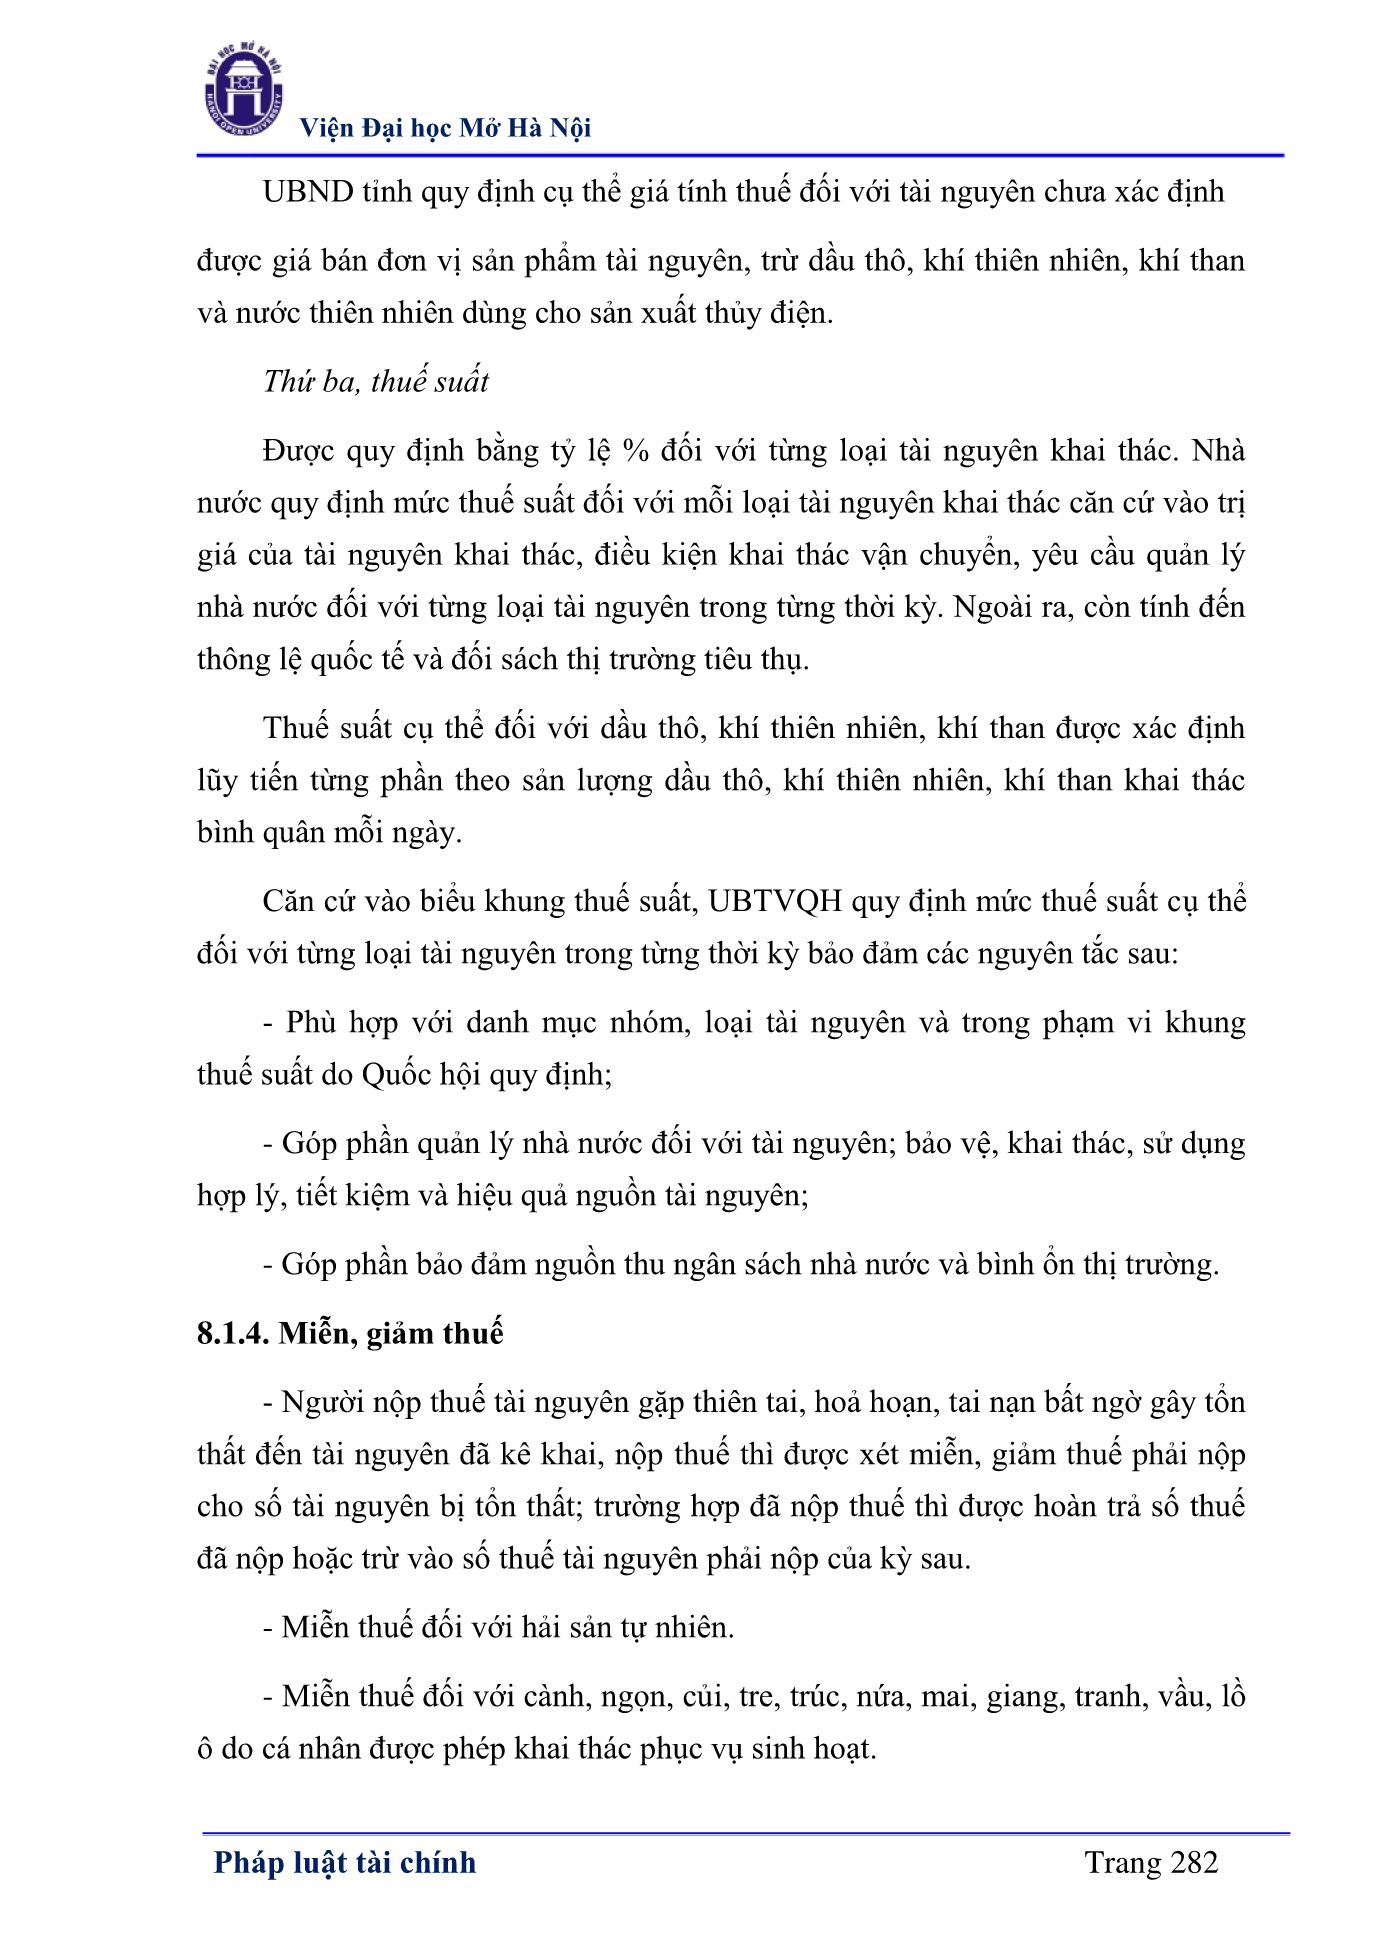 ĐẠI HỌC MỞ HÀ NỘI
HANOI OPEN UNIVERSITY
HOU
Viện Đại học Mở Hà Nội
UBND tỉnh quy định cụ thể giá tính thuế đối với tài nguyên chưa xác định
được giá bán đơn vị sản phẩm tài nguyên, trừ dầu thô, khí thiên nhiên, khí than
và nước thiên nhiên dùng cho sản xuất thủy điện.
Thứ ba, thuế suất
Được quy định bằng tỷ lệ % đối với từng loại tài nguyên khai thác. Nhà
nước quy định mức thuế suất đối với mỗi loại tài nguyên khai thác căn cứ vào trị
giá của tài nguyên khai thác, điều kiện khai thác vận chuyển, yêu cầu quản lý
nhà nước đối với từng loại tài nguyên trong từng thời kỳ. Ngoài ra, còn tính đến
thông lệ quốc tế và đối sách thị trường tiêu thụ.
Thuế suất cụ thể đối với dầu thô, khí thiên nhiên, khí than được xác định
lũy tiến từng phần theo sản lượng dầu thô, khí thiên nhiên, khí than khai thác
bình quân mỗi ngày.
Căn cứ vào biểu khung thuế suất, UBTVQH quy định mức thuế suất cụ thể
đối với từng loại tài nguyên trong từng thời kỳ bảo đảm các nguyên tắc sau:
- Phù hợp với danh mục nhóm, loại tài nguyên và trong phạm vi khung
thuế suất do Quốc hội quy định;
- Góp phần quản lý nhà nước đối với tài nguyên; bảo vệ, khai thác, sử dụng
hợp lý, tiết kiệm và hiệu quả nguồn tài nguyên;
- Góp phần bảo đảm nguồn thu ngân sách nhà nước và bình ổn thị trường.
8.1.4. Miễn, giảm thuế
- Người nộp thuế tài nguyên gặp thiên tai, hoả hoạn, tai nạn bất ngờ gây tổn
thất đến tài nguyên đã kê khai, nộp thuế thì được xét miễn, giảm thuế phải nộp
cho số tài nguyên bị tổn thất; trường hợp đã nộp thuế thì được hoàn trả số thuế
đã nộp hoặc trừ vào số thuế tài nguyên phải nộp của kỳ sau.
- Miễn thuế đối với hải sản tự nhiên.
- Miễn thuế đối với cành, ngọn, củi, tre, trúc, nứa, mai, giang, tranh, vầu, lồ
ô do cá nhân được phép khai thác phục vụ sinh hoạt.
Pháp luật tài chính
Trang 282